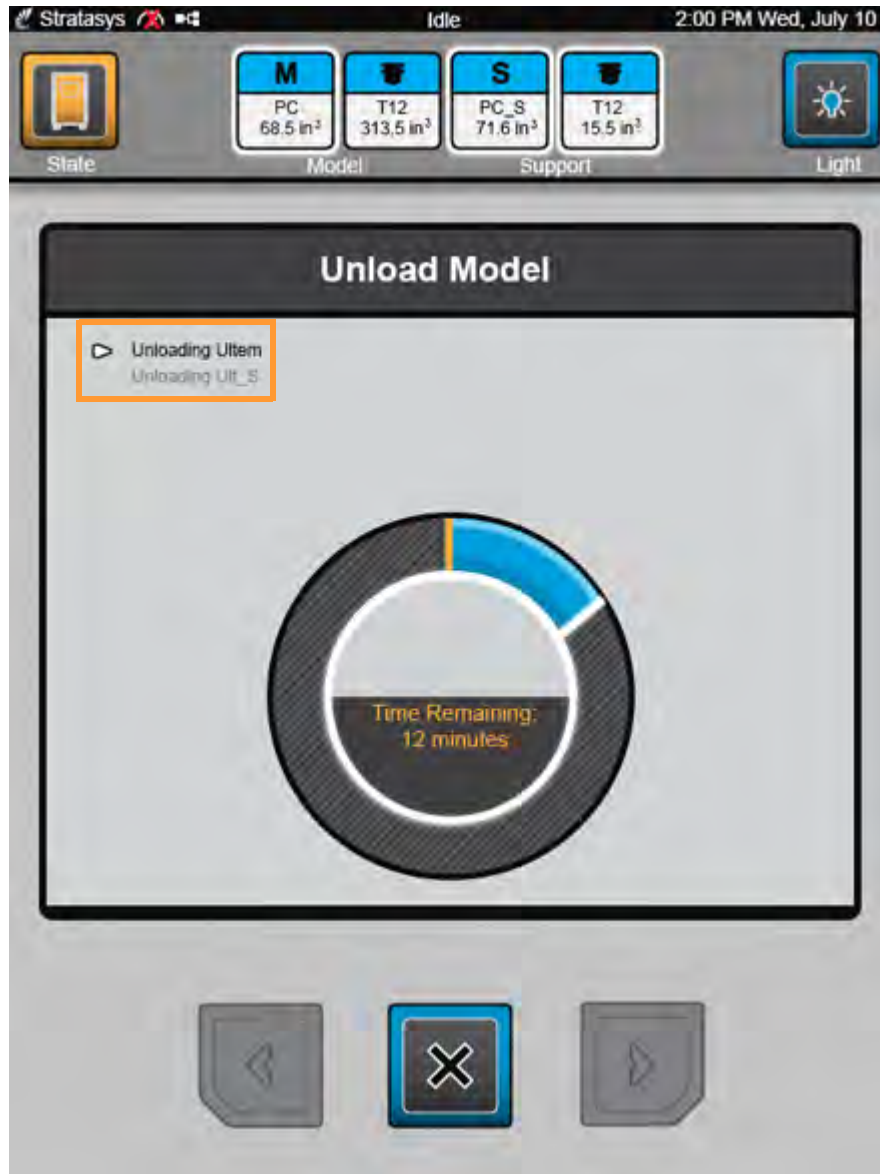 Stratasys
Idle
2:00 PM Wed, July 10
M
PC
68.5 in³
T12
313.5 in³
S
PC_S
71.6 in³
T12
15.5 in³
State
Model
Support
Light
Unload Model
Unloading Ultem
Unloading Ult_S
Time Remaining:
12 minutes